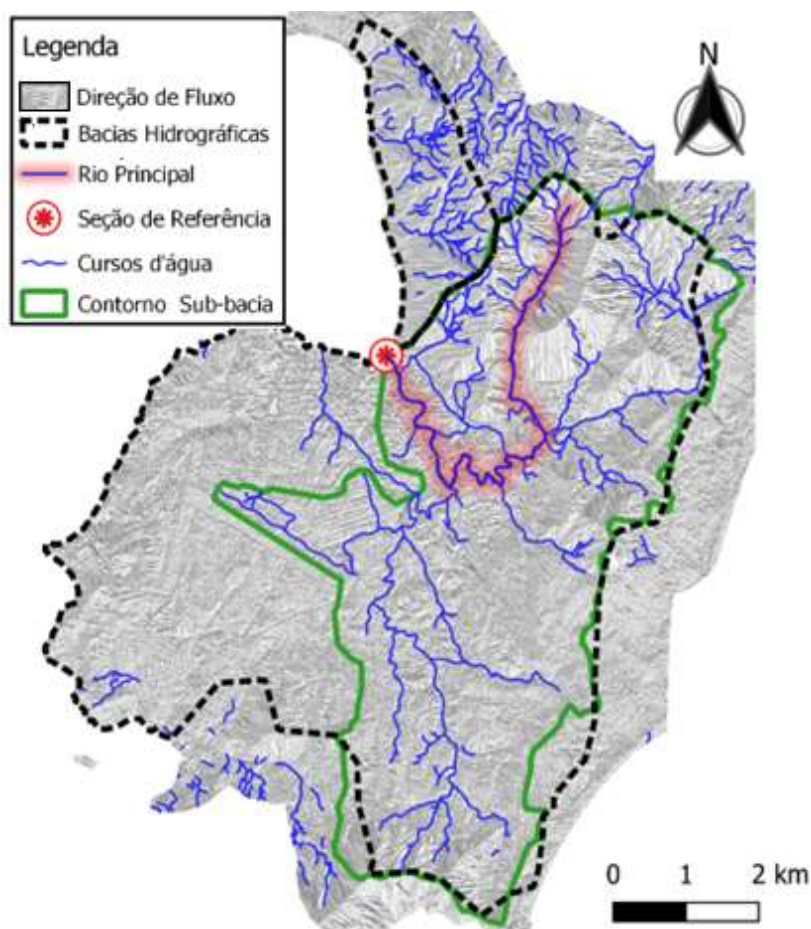 Legenda
Direção de Fluxo
Bacias Hidrográficas
Rio Principal
Seção de Referência
Cursos d'água
Contorno Sub-bacia
N
0 1 2 km